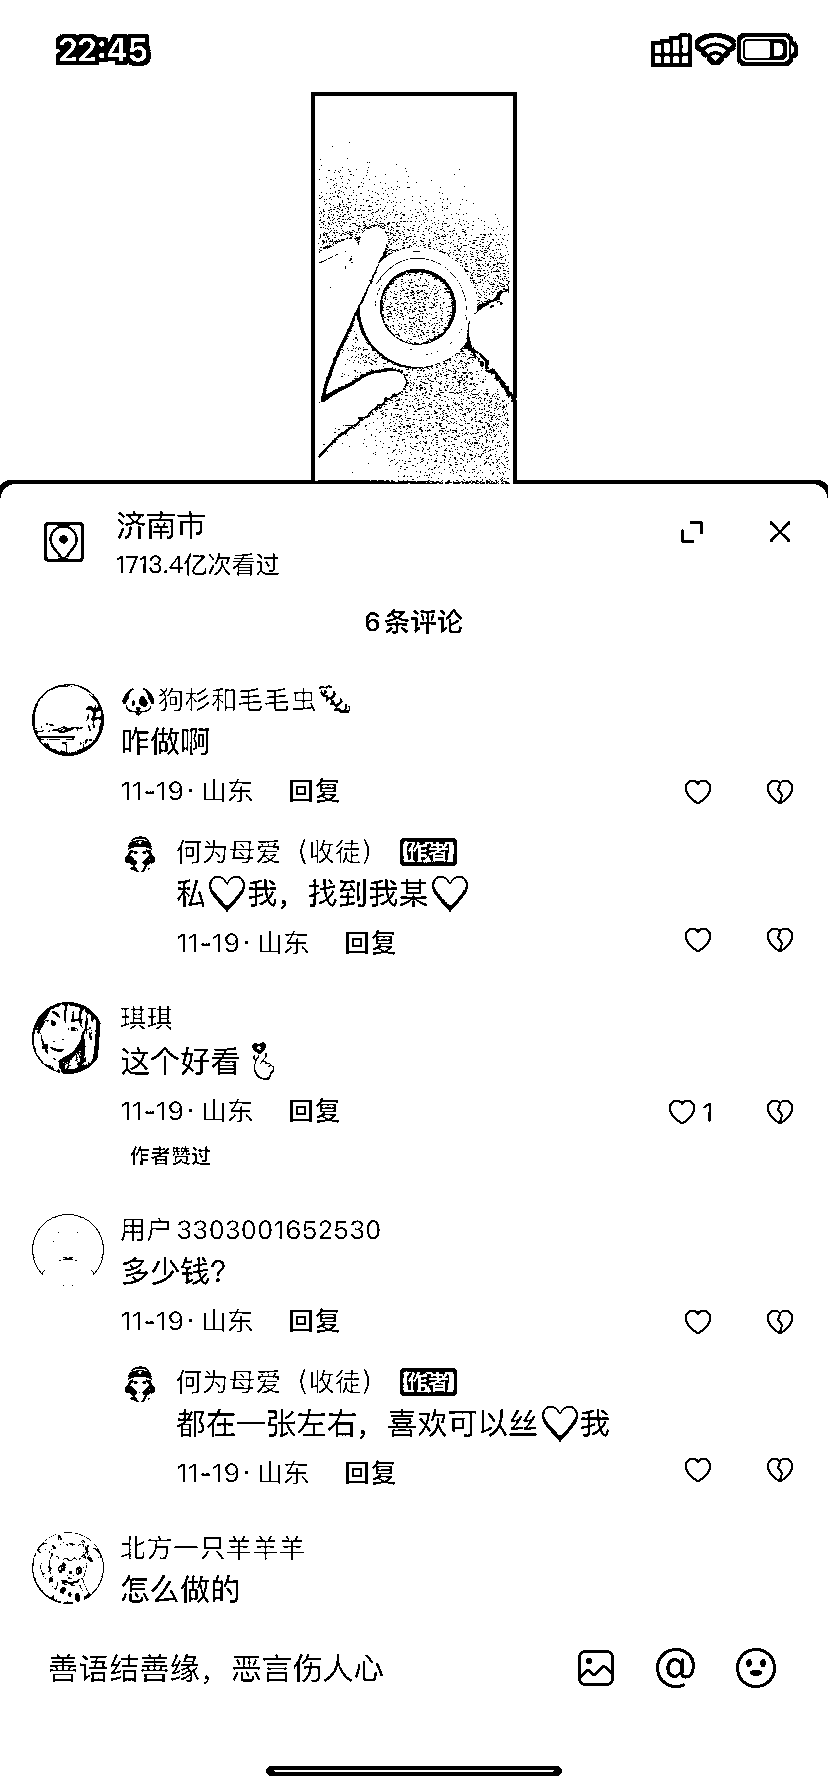 22:45
济南市
1713.4亿次看过
6条评论
狗杉和毛毛虫
咋做啊
11-19·山东 回复
何为母爱（收徒） 作者
私♡我，找到我某♡
11-19·山东 回复
琪琪
这个好看
11-19·山东 回复
1
作者赞过
用户3303001652530
多少钱?
11-19·山东 回复
何为母爱（收徒） 作者
都在一张左右，喜欢可以丝♡我
11-19·山东 回复
北方一只羊羊羊
怎么做的
善语结善缘，恶言伤人心